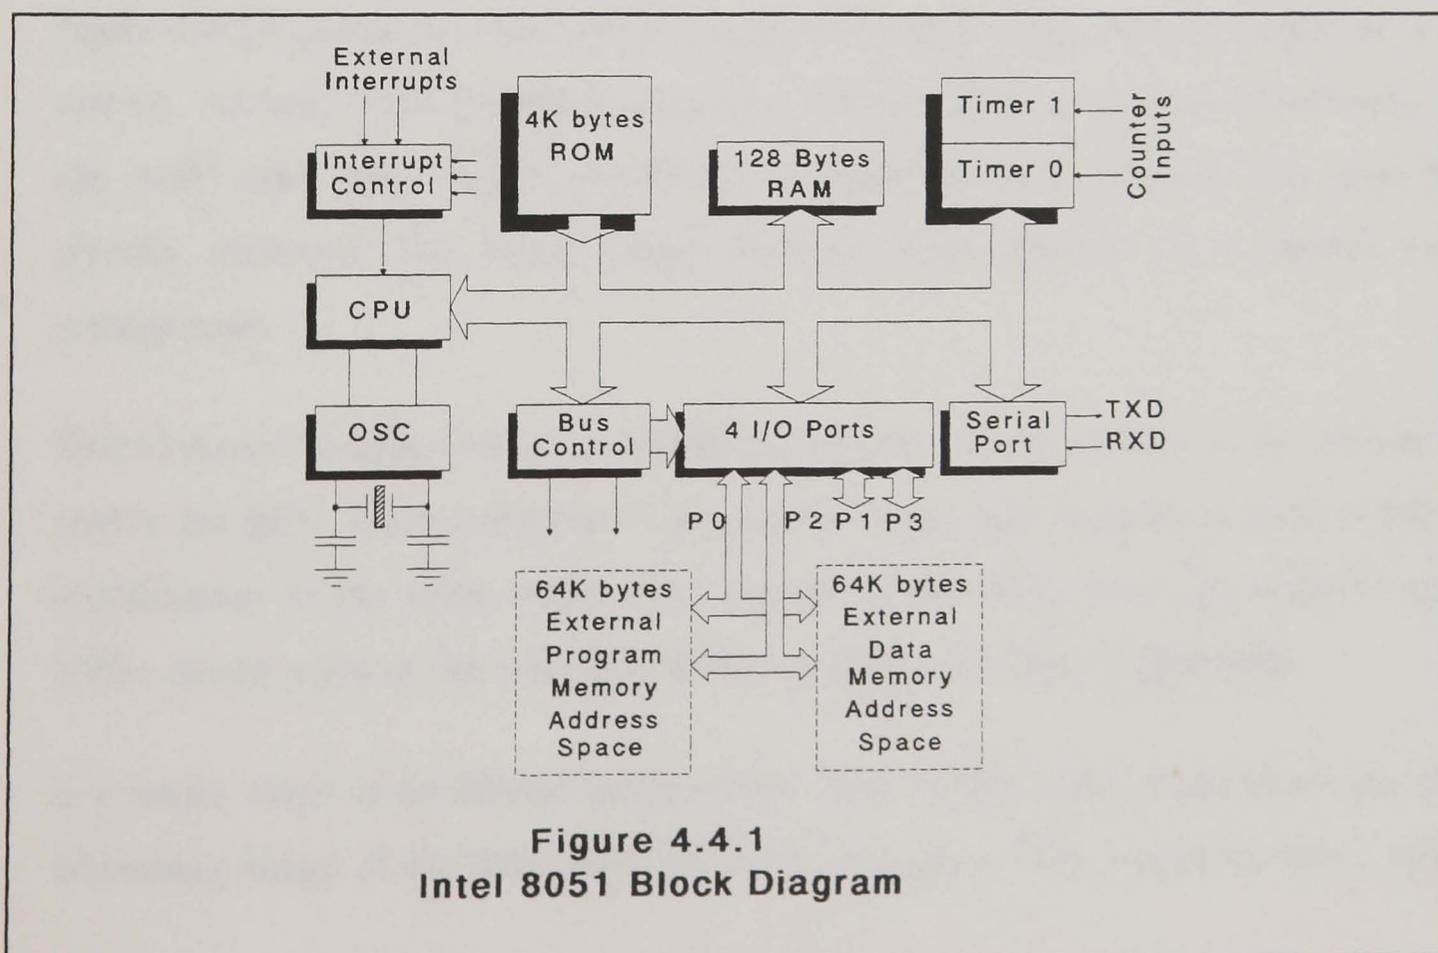 External
Interrupts
Interrupt
Control
4K bytes
ROM
128 Bytes
RAM
Timer 1
Timer 0
Counter
Inputs
CPU
OSC
Bus
Control
4 I/O Ports
Serial
Port
TXD
RXD
P0
P2
P1
P3
64K bytes
External
Program
Memory
Address
Space
64K bytes
External
Data
Memory
Address
Space
Figure 4.4.1
Intel 8051 Block Diagram